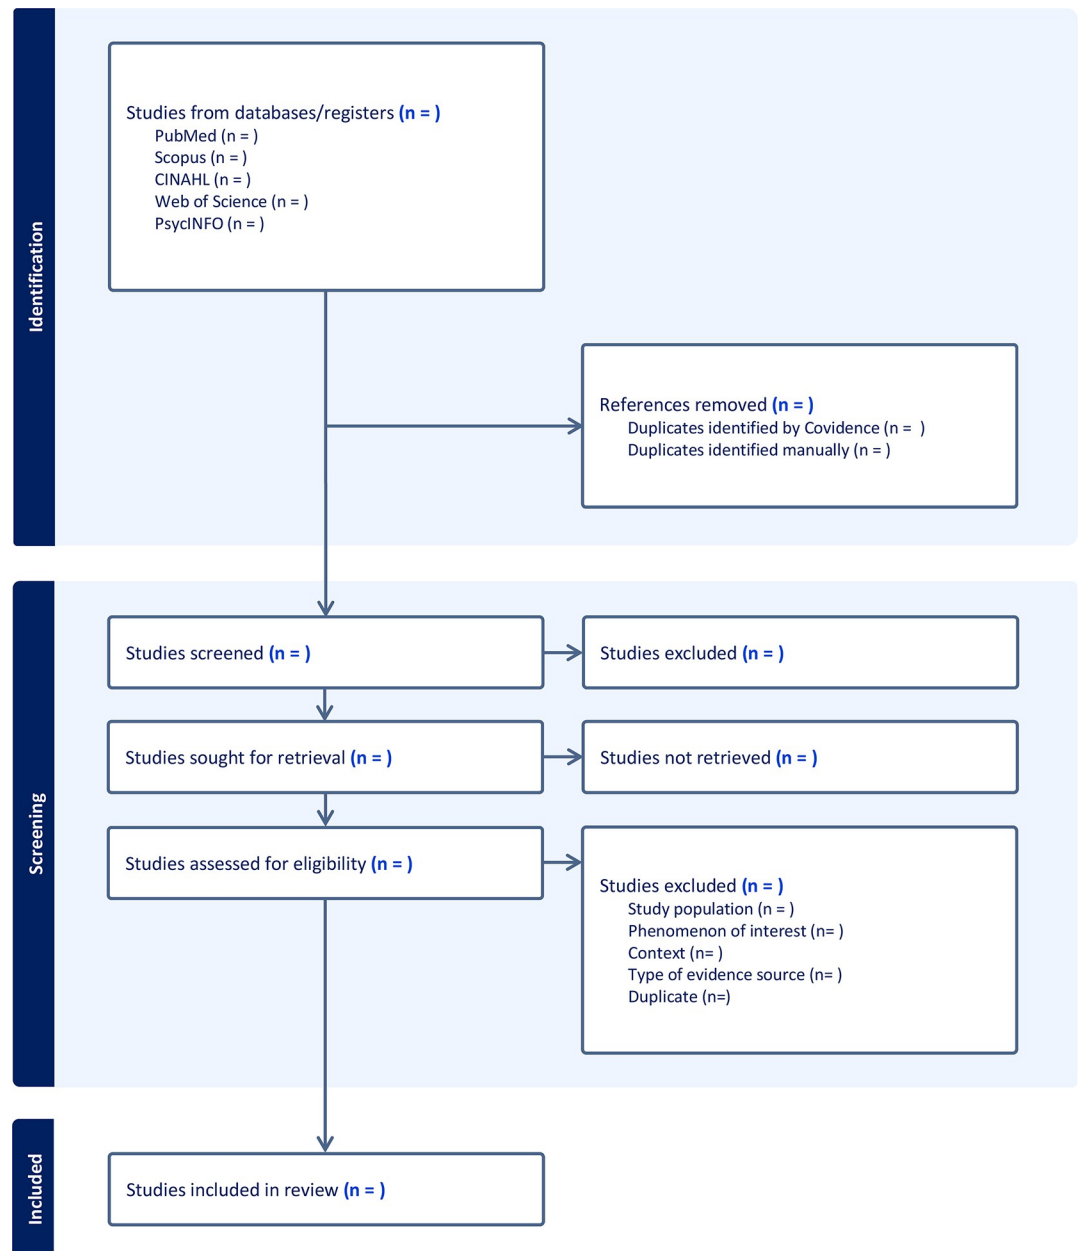 Identification
Studies from databases/registers (n = )
PubMed (n = )
Scopus (n = )
CINAHL (n = )
Web of Science (n = )
PsycINFO (n = )
References removed (n = )
Duplicates identified by Covidence (n =  )
Duplicates identified manually (n = )
Screening
Studies screened (n = )
Studies excluded (n = )
Studies sought for retrieval (n = )
Studies not retrieved (n = )
Studies assessed for eligibility (n = )
Studies excluded (n = )
Study population (n = )
Phenomenon of interest (n= )
Context (n= )
Type of evidence source (n= )
Duplicate (n=)
Included
Studies included in review (n = )